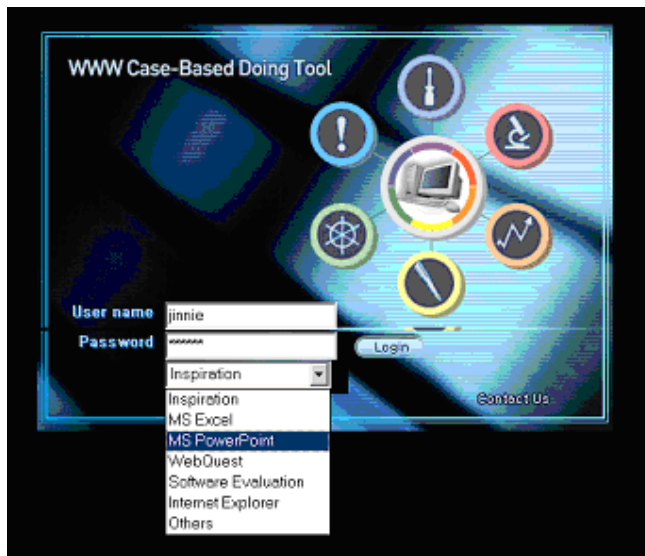 WWW Case-Based Doing Tool
User name
jinnie
Password
******
Login
Inspiration
Contact Us
Inspiration
MS Excel
MS PowerPoint
WebQuest
Software Evaluation
Internet Explorer
Others